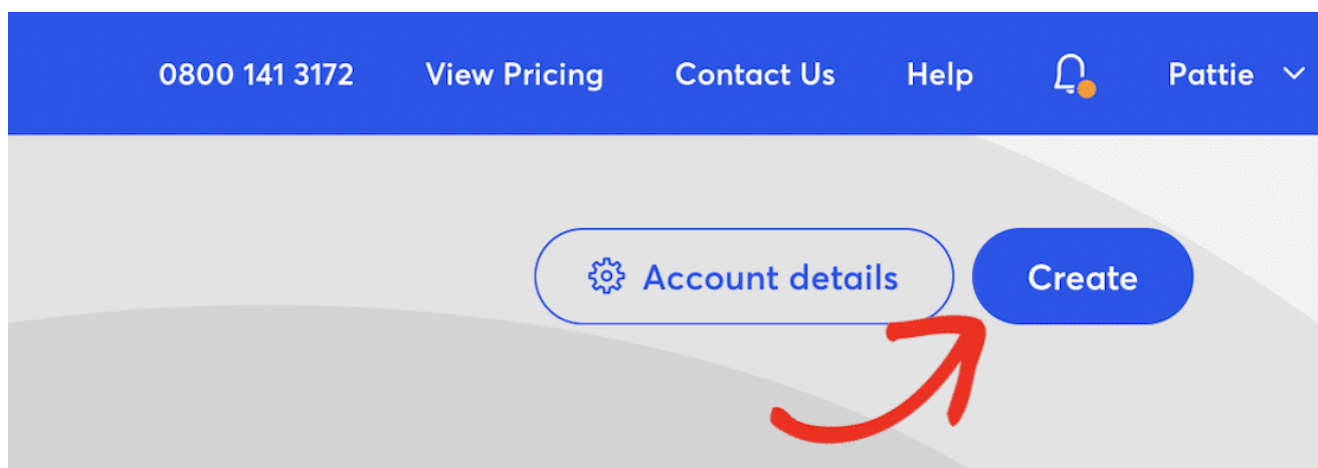 0800 141 3172 View Pricing Contact Us Help Pattie
Account details Create